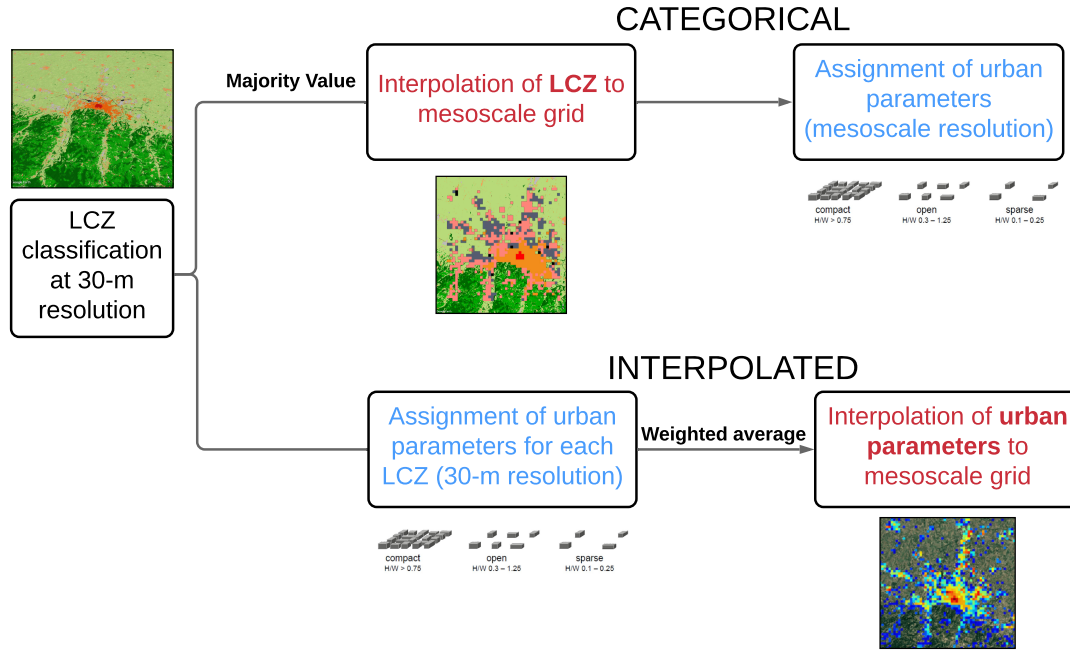 CATEGORICAL
Majority Value
Interpolation of LCZ to
mesoscale grid
Assignment of urban
parameters
(mesoscale resolution)
compact
H/W > 0.75
open
H/W 0.3 – 1.25
sparse
H/W 0.1 – 0.25
LCZ
classification
at 30-m
resolution
INTERPOLATED
Assignment of urban
parameters for each
LCZ (30-m resolution)
Weighted average
Interpolation of urban
parameters to
mesoscale grid
compact
H/W > 0.75
open
H/W 0.3 – 1.25
sparse
H/W 0.1 – 0.25